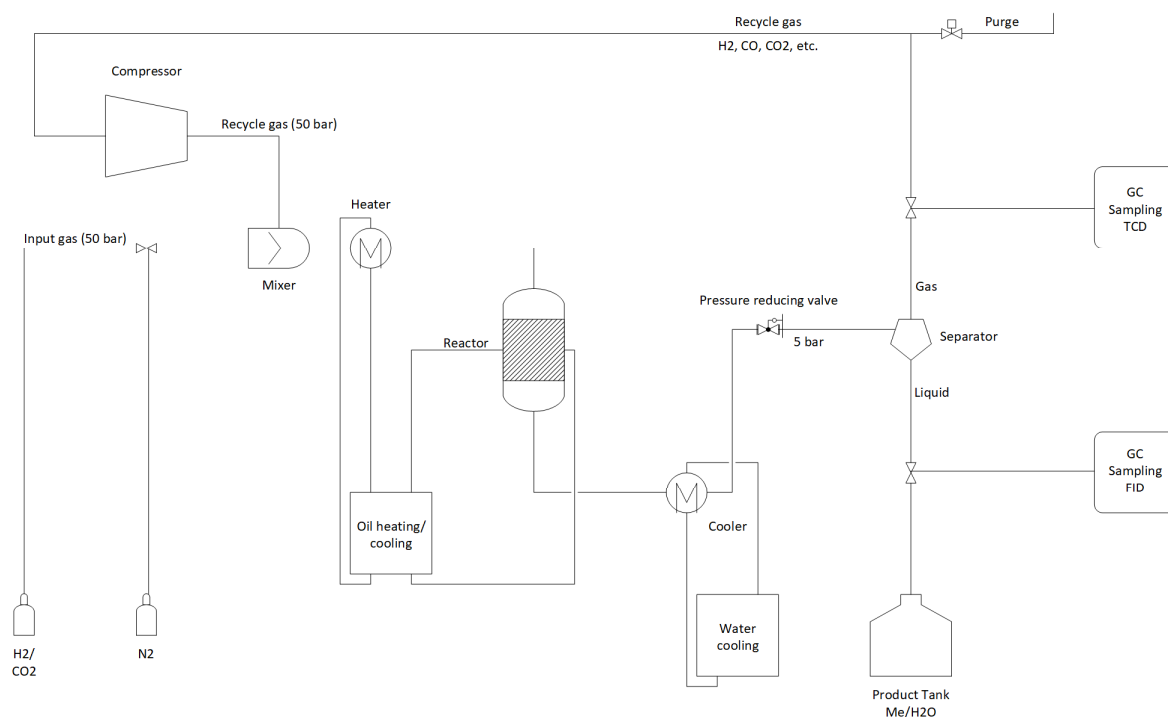 Recycle gas
H2, CO, CO2, etc.
Purge
Compressor
Recycle gas (50 bar)
GC
Sampling
TCD
Heater
Input gas (50 bar)
Mixer
Gas
Pressure reducing valve
5 bar
Separator
Reactor
Liquid
GC
Sampling
FID
Oil heating/
cooling
Cooler
Water
cooling
H2/
CO2
N2
Product Tank
Me/H2O